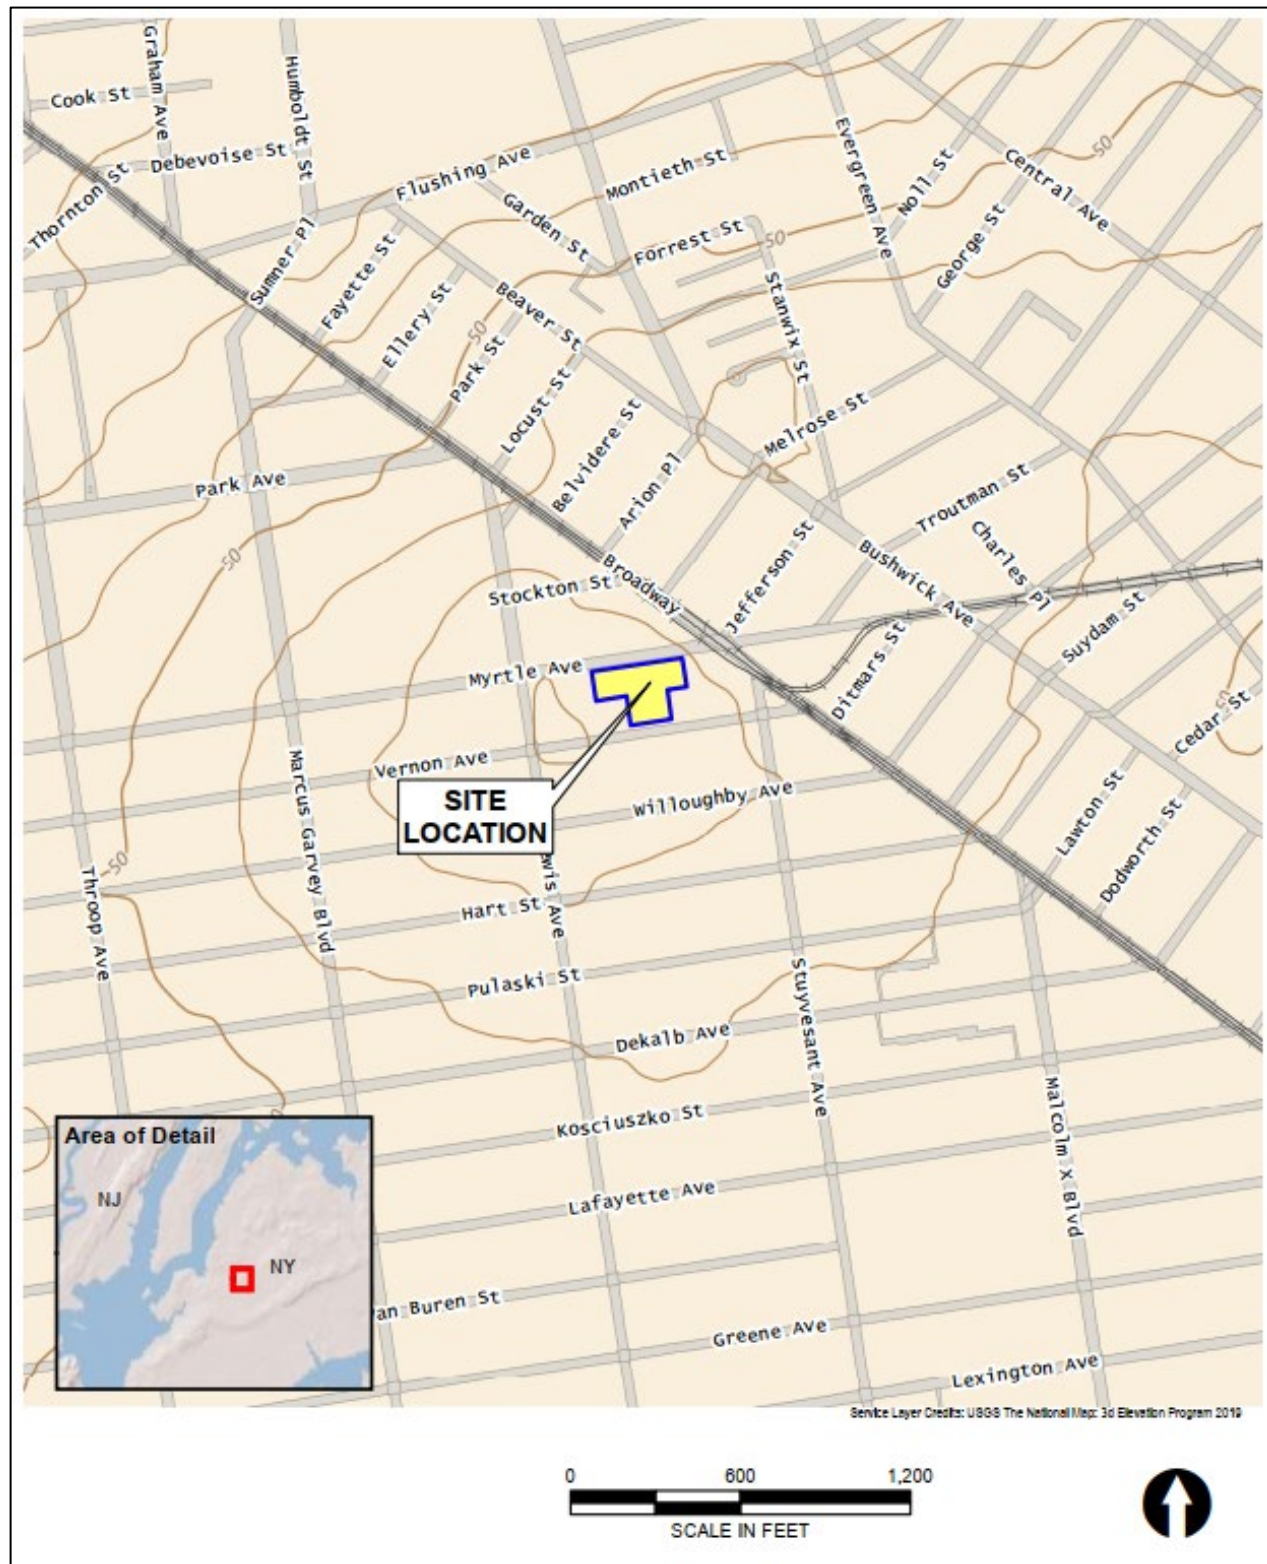 Graham Ave
Humboldt St
Cook St
Debevoise St
Thornton St
Flushing Ave
Montieth St
Evergreen Ave
Noll St
Central Ave
50
Sumner Pl
Fayette St
Garden St
Forrest St
50
George St
Ellery St
Beaver St
50
Park St
Stanwix St
Locust St
Belvidere St
Melrose St
Arion Pl
Park Ave
Troutman St
Charles Pl
50
Stockton St
Broadway
Jefferson St
Bushwick Ave
Suydam St
Myrtle Ave
Ditmars St
Cedar St
50
Vernon Ave
Marcus Garvey Blvd
SITE
LOCATION
Willoughby Ave
Lawton St
Dodworth St
50
Throop Ave
Hart St
wis Ave
Pulaski St
Stuyvesant Ave
Dekalb Ave
Kosciuszko St
Malcolm X Blvd
Lafayette Ave
Area of Detail
NJ
NY
an Buren St
Greene Ave
Lexington Ave
Service Layer Credits: USGS The National Map: 3d Elevation Program 2019
0 600 1,200
SCALE IN FEET